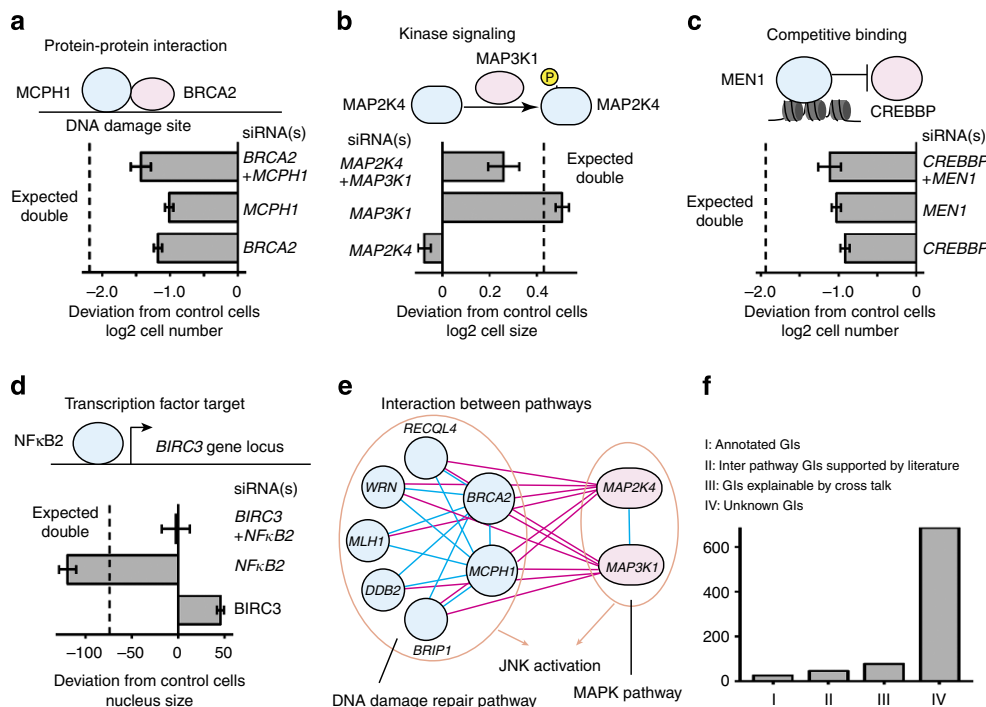 a
Protein-protein interaction
MCPH1
BRCA2
DNA damage site
siRNA(s)
BRCA2
+MCPH1
Expected
double
MCPH1
BRCA2
−2.0
−1.0
0
Deviation from control cells
log2 cell number
b
Kinase signaling
MAP3K1
P
MAP2K4
MAP2K4
siRNA(s)
MAP2K4
+MAP3K1
Expected
double
MAP3K1
MAP2K4
0
0.2
0.4
Deviation from control cells
log2 cell size
c
Competitive binding
MEN1
CREBBP
siRNA(s)
CREBBP
+MEN1
Expected
double
MEN1
CREBBP
−2.0
−1.0
0
Deviation from control cells
log2 cell number
d
Transcription factor target
NFκB2
BIRC3 gene locus
siRNA(s)
Expected
double
BIRC3
+NFκB2
NFκB2
BIRC3
−100
−50
0
50
Deviation from control cells
nucleus size
e
Interaction between pathways
RECQL4
WRN
BRCA2
MAP2K4
MLH1
MCPH1
MAP3K1
DDB2
BRIP1
JNK activation
DNA damage repair pathway
MAPK pathway
f
I: Annotated GIs
II: Inter pathway GIs supported by literature
III: GIs explainable by cross talk
IV: Unknown GIs
600
400
200
0
I
II
III
IV